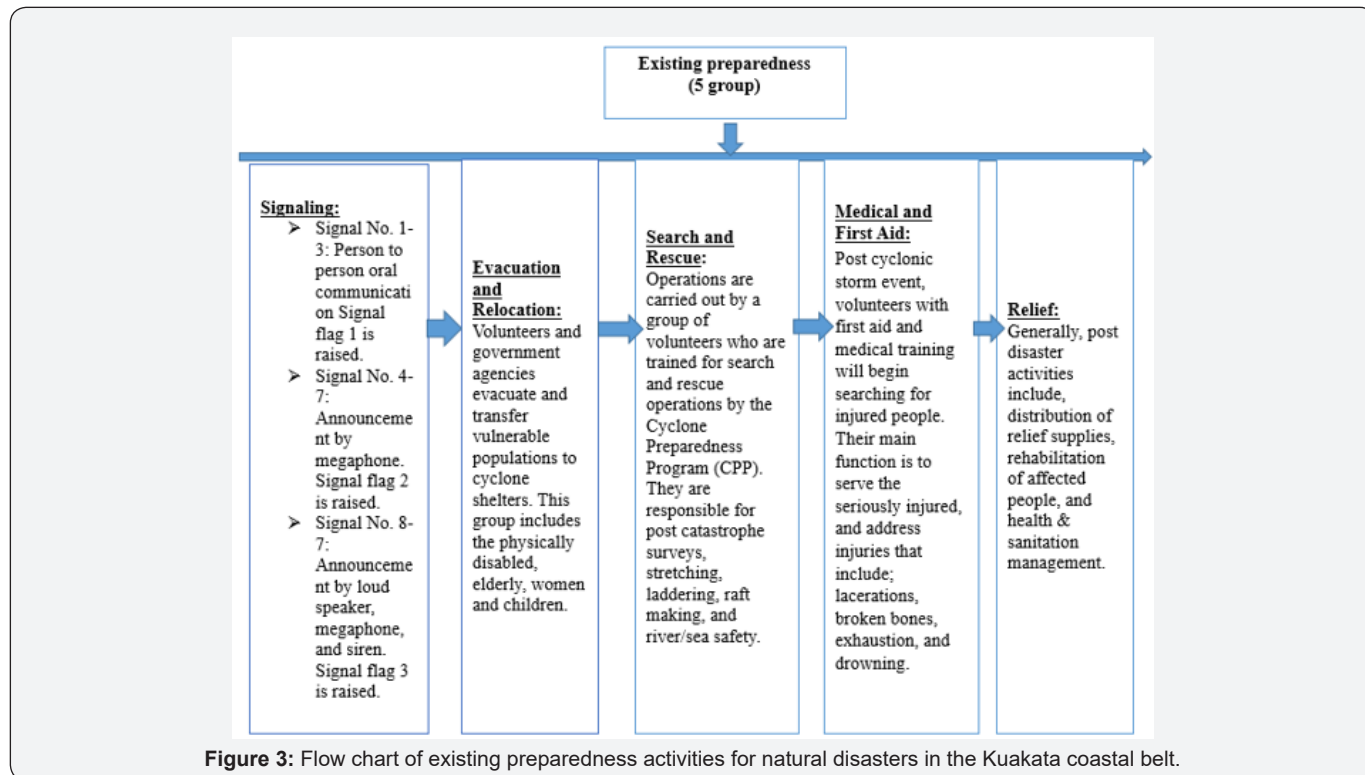 Existing preparedness
(5 group)
Signaling:
➤ Signal No. 1-
3: Person to
person oral
communicati
on Signal
flag 1 is
raised.
➤ Signal No. 4-
7:
Announceme
nt by
megaphone.
Signal flag 2
is raised.
➤ Signal No. 8-
7:
Announceme
nt by loud
speaker,
megaphone,
and siren.
Signal flag 3
is raised.
Evacuation
and
Relocation:
Volunteers and
government
agencies
evacuate and
transfer
vulnerable
populations to
cyclone
shelters. This
group includes
the physically
disabled,
elderly, women
and children.
Search and
Rescue:
Operations are
carried out by a
group of
volunteers who are
trained for search
and rescue
operations by the
Cyclone
Preparedness
Program (CPP).
They are
responsible for
post catastrophe
surveys,
stretching,
laddering, raft
making, and
river/sea safety.
Medical and
First Aid:
Post cyclonic
storm event,
volunteers with
first aid and
medical training
will begin
searching for
injured people.
Their main
function is to
serve the
seriously injured,
and address
injuries that
include;
lacerations,
broken bones,
exhaustion, and
drowning.
Relief:
Generally, post
disaster
activities
include,
distribution of
relief supplies,
rehabilitation
of affected
people, and
health &
sanitation
management.
Figure 3: Flow chart of existing preparedness activities for natural disasters in the Kuakata coastal belt.